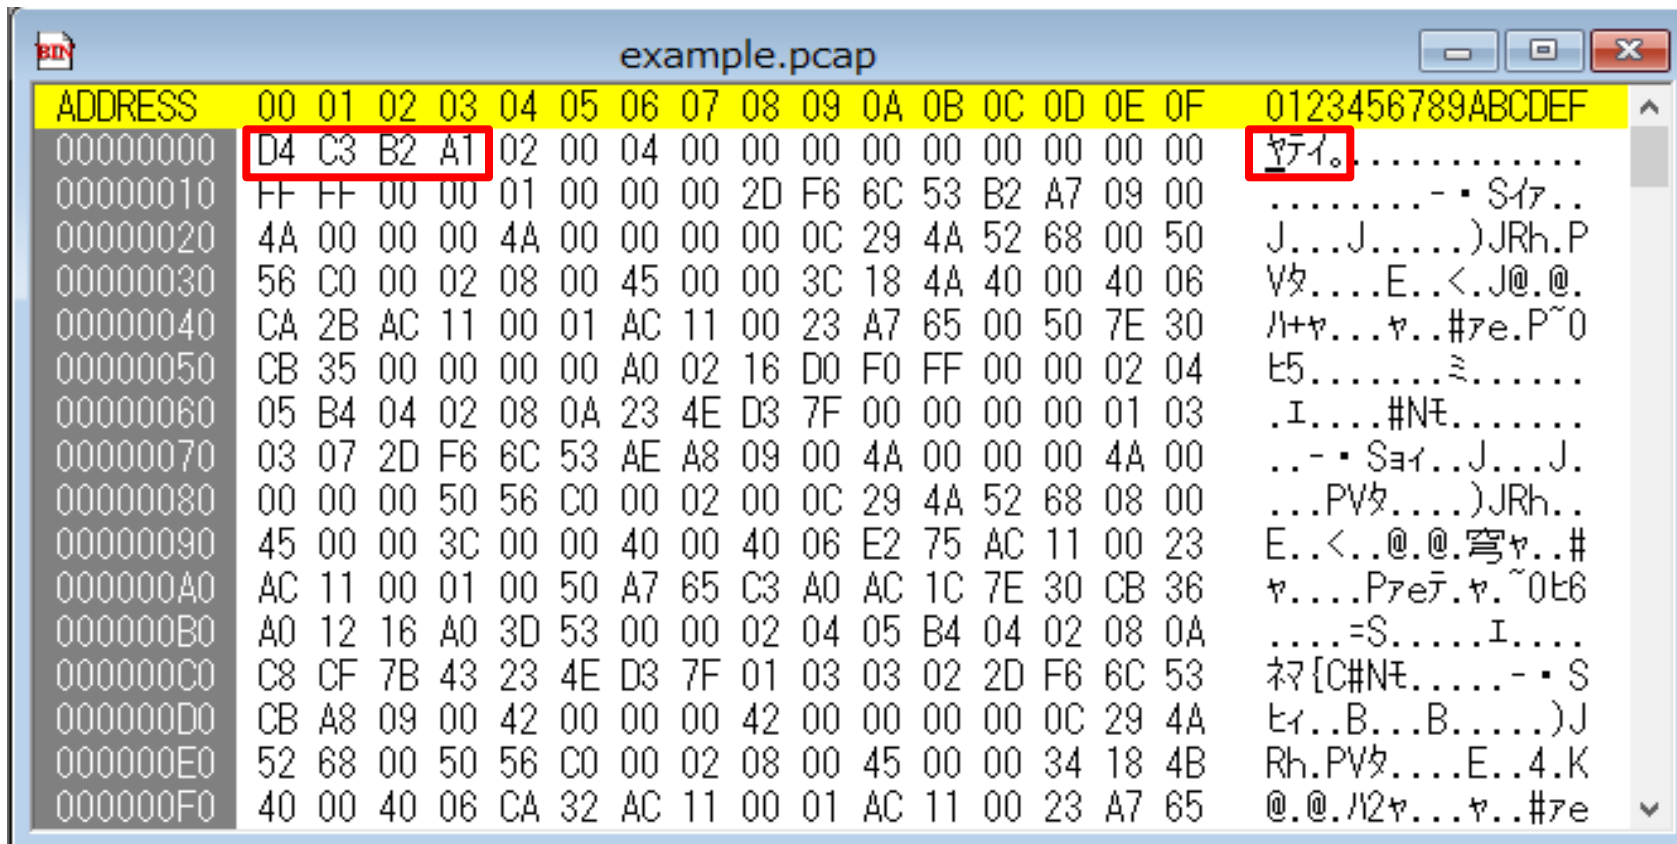 BIN
example.pcap
ADDRESS 00 01 02 03 04 05 06 07 08 09 0A 0B 0C 0D 0E 0F 0123456789ABCDEF
00000000 D4 C3 B2 A1 02 00 04 00 00 00 00 00 00 00 00 00 ヤテイ。............
00000010 FF FF 00 00 01 00 00 00 2D F6 6C 53 B2 A7 09 00 ........-・Sイァ..
00000020 4A 00 00 00 4A 00 00 00 00 0C 29 4A 52 68 00 50 J...J.....)JRh.P
00000030 56 C0 00 02 08 00 45 00 00 3C 18 4A 40 00 40 06 Vタ....E..<.J@.@.
00000040 CA 2B AC 11 00 01 AC 11 00 23 A7 65 00 50 7E 30 ハ+ャ...ャ..#ァe.P~0
00000050 CB 35 00 00 00 00 A0 02 16 D0 F0 FF 00 00 02 04 ヒ5.......ミ......
00000060 05 B4 04 02 08 0A 23 4E D3 7F 00 00 00 00 01 03 .エ....#Nモ.......
00000070 03 07 2D F6 6C 53 AE A8 09 00 4A 00 00 00 4A 00 ..-・Sョィ..J...J.
00000080 00 00 00 50 56 C0 00 02 00 0C 29 4A 52 68 08 00 ...PVタ....)JRh..
00000090 45 00 00 3C 00 00 40 00 40 06 E2 75 AC 11 00 23 E..<..@.@.穹ャ..#
000000A0 AC 11 00 01 00 50 A7 65 C3 A0 AC 1C 7E 30 CB 36 ャ....Pァeテ.ャ.~0ヒ6
000000B0 A0 12 16 A0 3D 53 00 00 02 04 05 B4 04 02 08 0A ....=S.....エ....
000000C0 C8 CF 7B 43 23 4E D3 7F 01 03 03 02 2D F6 6C 53 ネマ{C#Nモ.....-・S
000000D0 CB A8 09 00 42 00 00 00 42 00 00 00 00 0C 29 4A ヒィ..B...B.....)J
000000E0 52 68 00 50 56 C0 00 02 08 00 45 00 00 34 18 4B Rh.PVタ....E..4.K
000000F0 40 00 40 06 CA 32 AC 11 00 01 AC 11 00 23 A7 65 @.@.ハ2ャ...ャ..#ァe